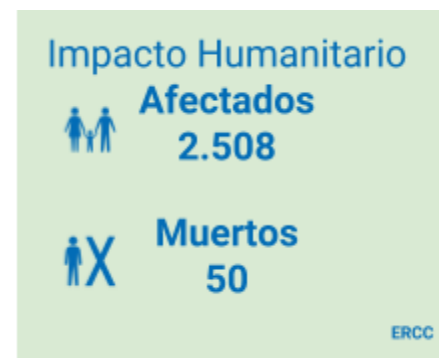 Impacto Humanitario
Afectados
2.508
Muertos
50
ERCC